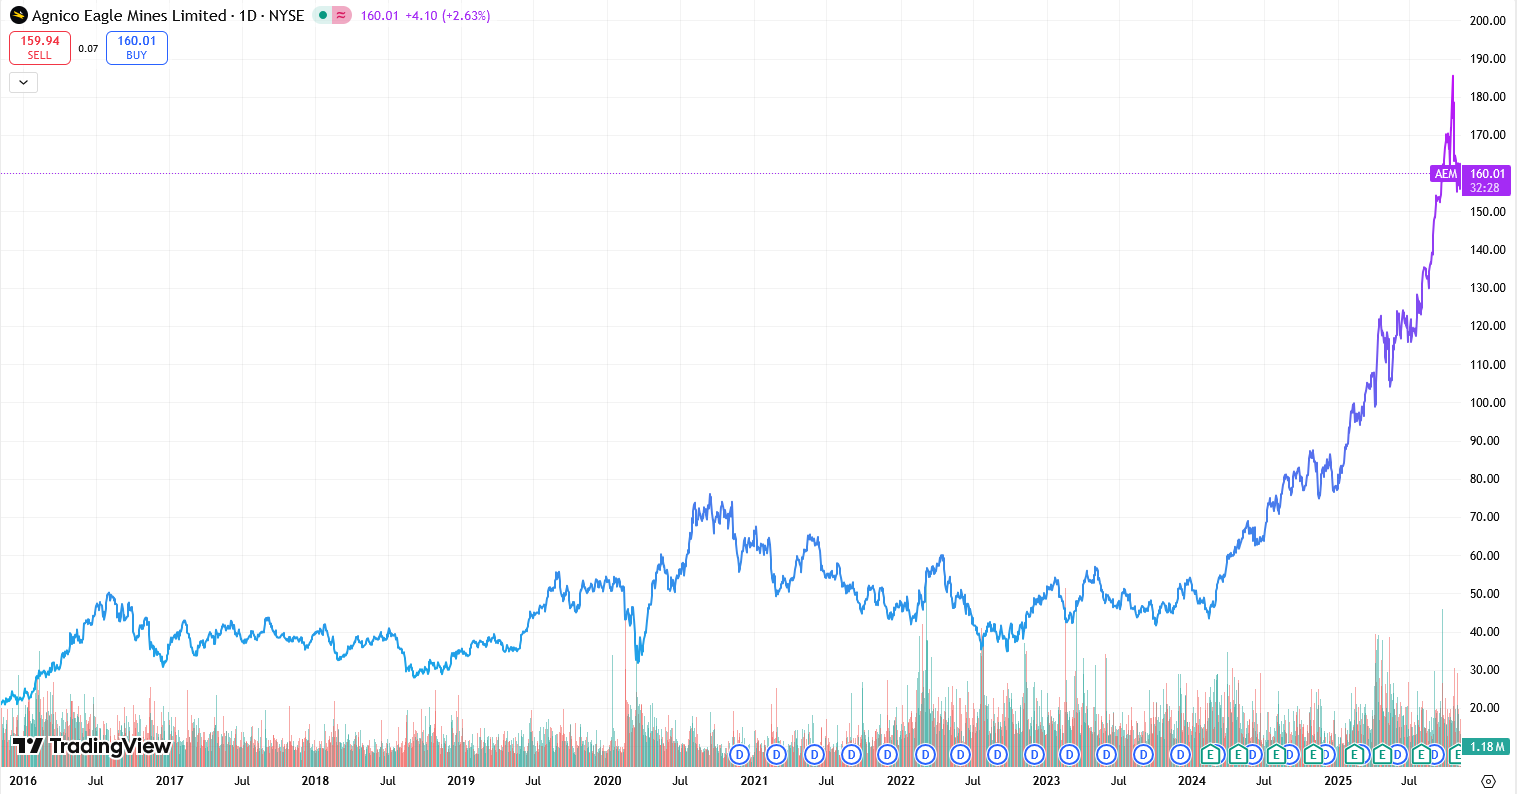 Agnico Eagle Mines Limited · 1D · NYSE ≈ 160.01 +4.10 (+2.63%)
159.94 SELL 0.07 160.01 BUY
200.00
190.00
180.00
170.00
AEM 160.01
32:28
150.00
140.00
130.00
120.00
110.00
100.00
90.00
80.00
70.00
60.00
50.00
40.00
30.00
20.00
1.18 M
TradingView
D D D D D D D D D D D D D E D E D E D E D E D E D E D E
2016 Jul 2017 Jul 2018 Jul 2019 Jul 2020 Jul 2021 Jul 2022 Jul 2023 Jul 2024 Jul 2025 Jul